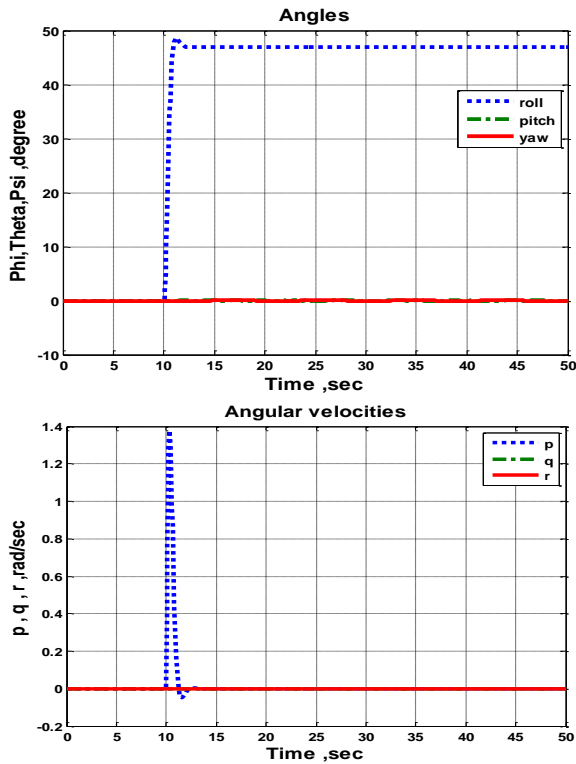 Angles
Phi,Theta,Psi ,degree
50
40
30
20
10
0
-10
roll
pitch
yaw
0 5 10 15 20 25 30 35 40 45 50
Time ,sec
Angular velocities
p , q , r ,rad/sec
1.4
1.2
1
0.8
0.6
0.4
0.2
0
-0.2
p
q
r
0 5 10 15 20 25 30 35 40 45 50
Time ,sec